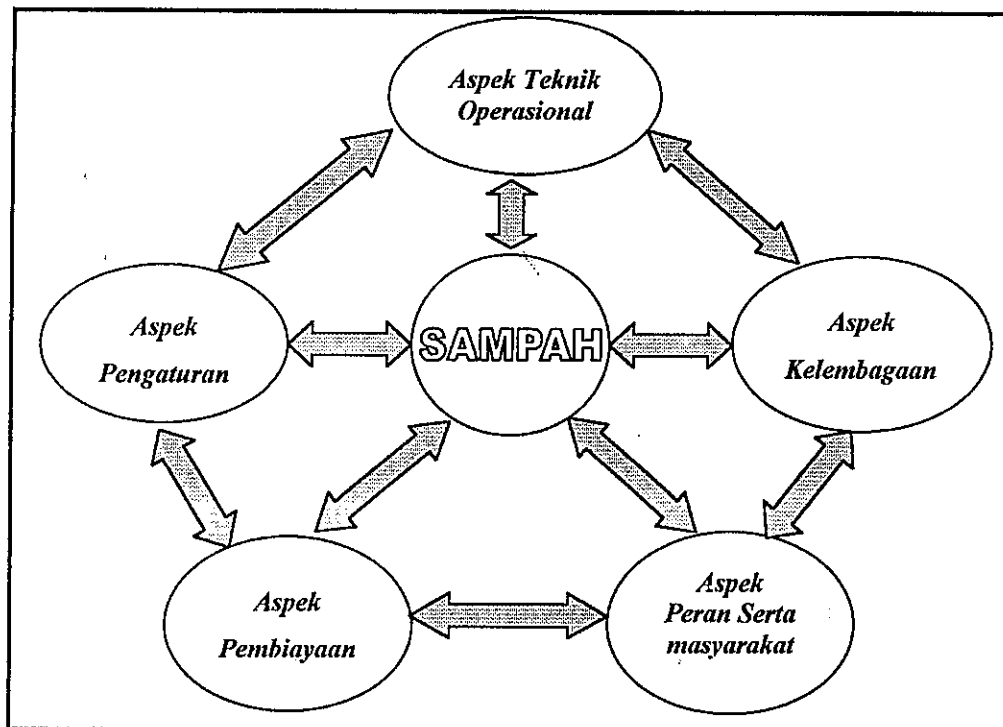 Aspek Teknik
Operasional
Aspek
Pengaturan
SAMPAH
Aspek
Kelembagaan
Aspek
Pembiayaan
Aspek
Peran Serta
masyarakat